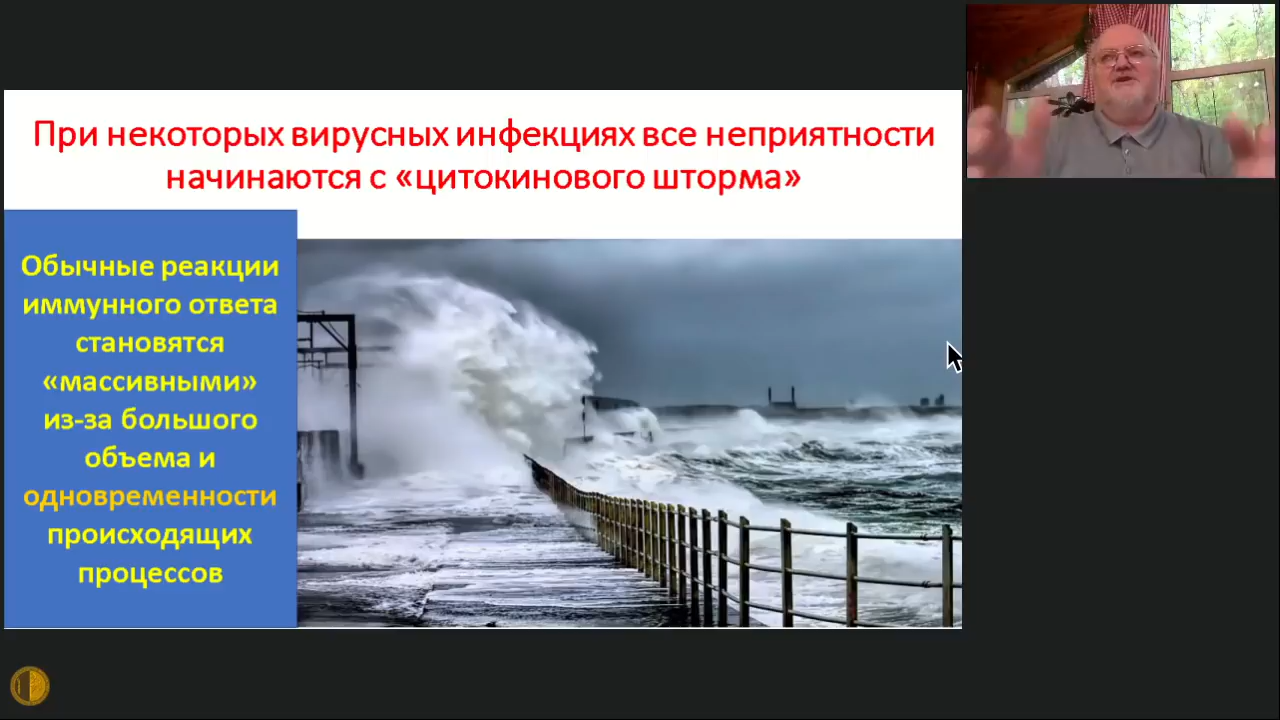 При некоторых вирусных инфекциях все неприятности
начинаются с «цитокинового шторма»
Обычные реакции
иммунного ответа
становятся
«массивными»
из-за большого
объема и
одновременности
происходящих
процессов